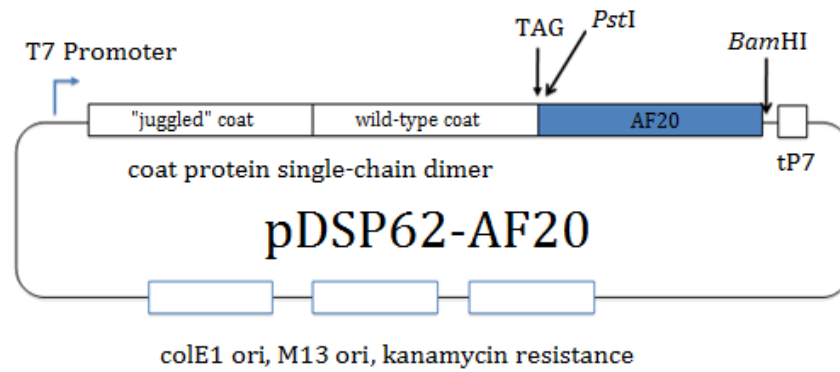 TAG
PstI
BamHI
T7 Promoter
"juggled" coat
wild-type coat
AF20
tP7
coat protein single-chain dimer
pDSP62-AF20
colE1 ori, M13 ori, kanamycin resistance